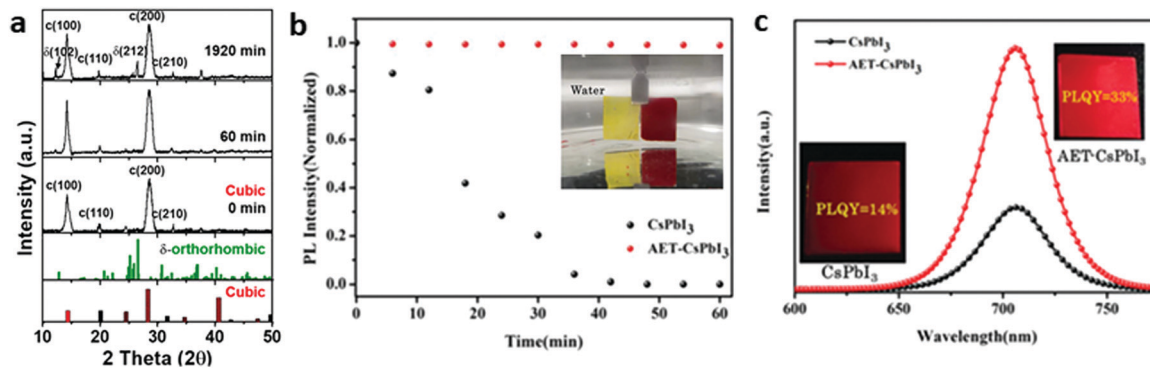 a
c(200)
c(100)
δ(102)
c(110)
δ(212)
1920 min
c(210)
60 min
c(200)
c(100)
Cubic
0 min
c(110)
c(210)
δ-orthorhombic
Cubic
Intensity (a.u.)
10 20 30 40 50
2 Theta (2θ)
b
1.0
0.8
0.6
0.4
0.2
0.0
PL Intensity(Normalized)
Water
CsPbI3
AET-CsPbI3
0 10 20 30 40 50 60
Time(min)
c
CsPbI3
AET-CsPbI3
PLQY=33%
AET-CsPbI3
PLQY=14%
CsPbI3
Intensity(a.u.)
600 650 700 750
Wavelength(nm)